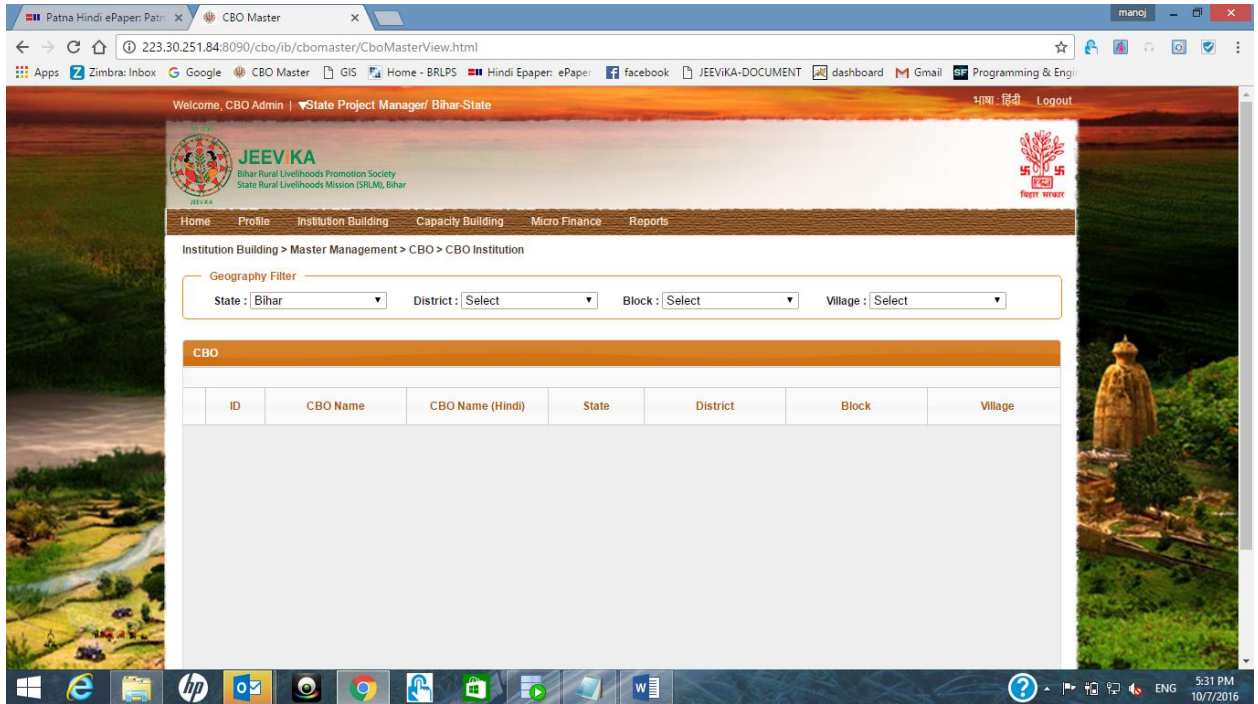 Patna Hindi ePaper: Patn
CBO Master
manoj
223.30.251.84:8090/cbo/ib/cbomaster/CboMasterView.html
Apps Zimbra: Inbox Google CBO Master GIS Home - BRLPS Hindi Epaper: ePaper facebook JEEViKA-DOCUMENT dashboard Gmail Programming & Engi
Welcome, CBO Admin | ▼State Project Manager/ Bihar-State भाषा : हिंदी Logout
JEEViKA
Bihar Rural Livelihoods Promotion Society
State Rural Livelihoods Mission (SRLM), Bihar
JEEVIKA
बिहार सरकार
Home Profile Institution Building Capacity Building Micro Finance Reports
Institution Building > Master Management > CBO > CBO Institution
Geography Filter
State : Bihar District : Select Block : Select Village : Select
CBO
ID CBO Name CBO Name (Hindi) State District Block Village
ENG
5:31 PM
10/7/2016